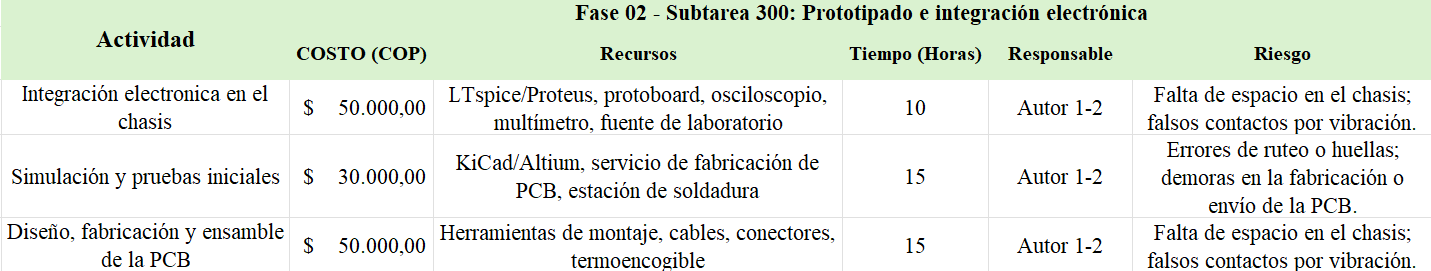 Fase 02 - Subtarea 300: Prototipado e integración electrónica
Actividad
COSTO (COP) Recursos Tiempo (Horas) Responsable Riesgo
Integración electronica en el
chasis
$ 50.000,00
LTspice/Proteus, protoboard, osciloscopio,
multímetro, fuente de laboratorio
10
Autor 1-2
Falta de espacio en el chasis;
falsos contactos por vibración.
Simulación y pruebas iniciales
$ 30.000,00
KiCad/Altium, servicio de fabricación de
PCB, estación de soldadura
15
Autor 1-2
Errores de ruteo o huellas;
demoras en la fabricación o
envío de la PCB.
Diseño, fabricación y ensamble
de la PCB
$ 50.000,00
Herramientas de montaje, cables, conectores,
termoencogible
15
Autor 1-2
Falta de espacio en el chasis;
falsos contactos por vibración.